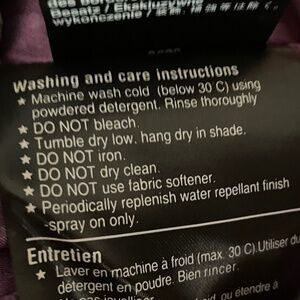 wykończenie /
Washing and care instructions
★ Machine wash cold (below 30 C) using
powdered detergent. Rinse thoroughly
★ DO NOT bleach.
★ Tumble dry low, hang dry in shade.
★ DO NOT iron.
★ DO NOT dry clean.
★ DO NOT use fabric softener.
★ Periodically replenish water repellant finish
-spray on only.
Entretien
★ Laver en machine à froid (max. 30 C).Utiliser du
détergent en poudre. Bien rincer.
ou étendre à